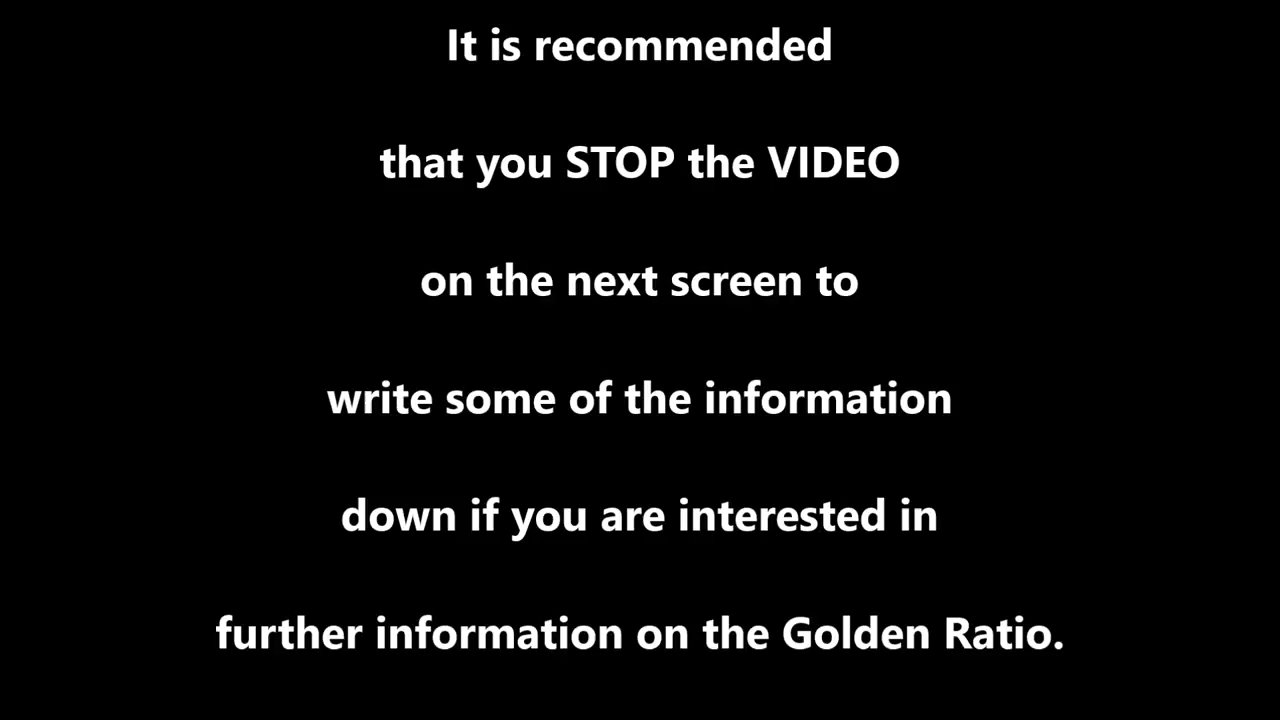 It is recommended
that you STOP the VIDEO
on the next screen to
write some of the information
down if you are interested in
further information on the Golden Ratio.